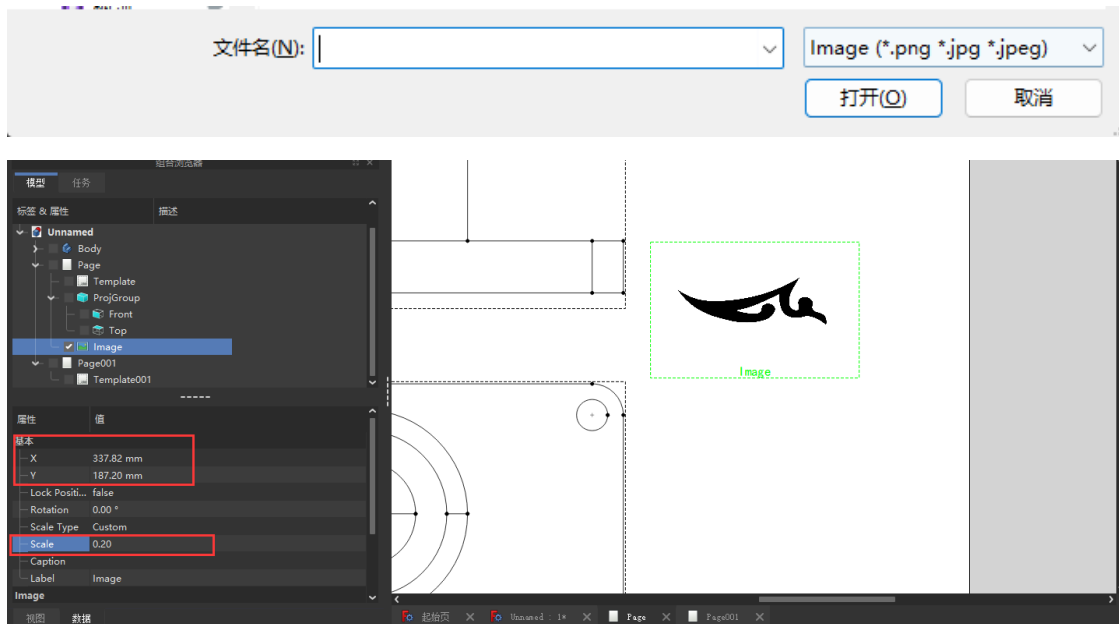 文件名(N):
Image (*.png *.jpg *.jpeg)
打开(O)
取消
组合浏览器
模型 任务
标签 & 属性 描述
Unnamed
Body
Page
Template
ProjGroup
Front
Top
Image
Page001
Template001
属性 值
基本
X 337.82 mm
Y 187.20 mm
Lock Positi... false
Rotation 0.00 °
Scale Type Custom
Scale 0.20
Caption
Label Image
Image
视图 数据
Image
起始页 Unnamed : 1* Page Page001